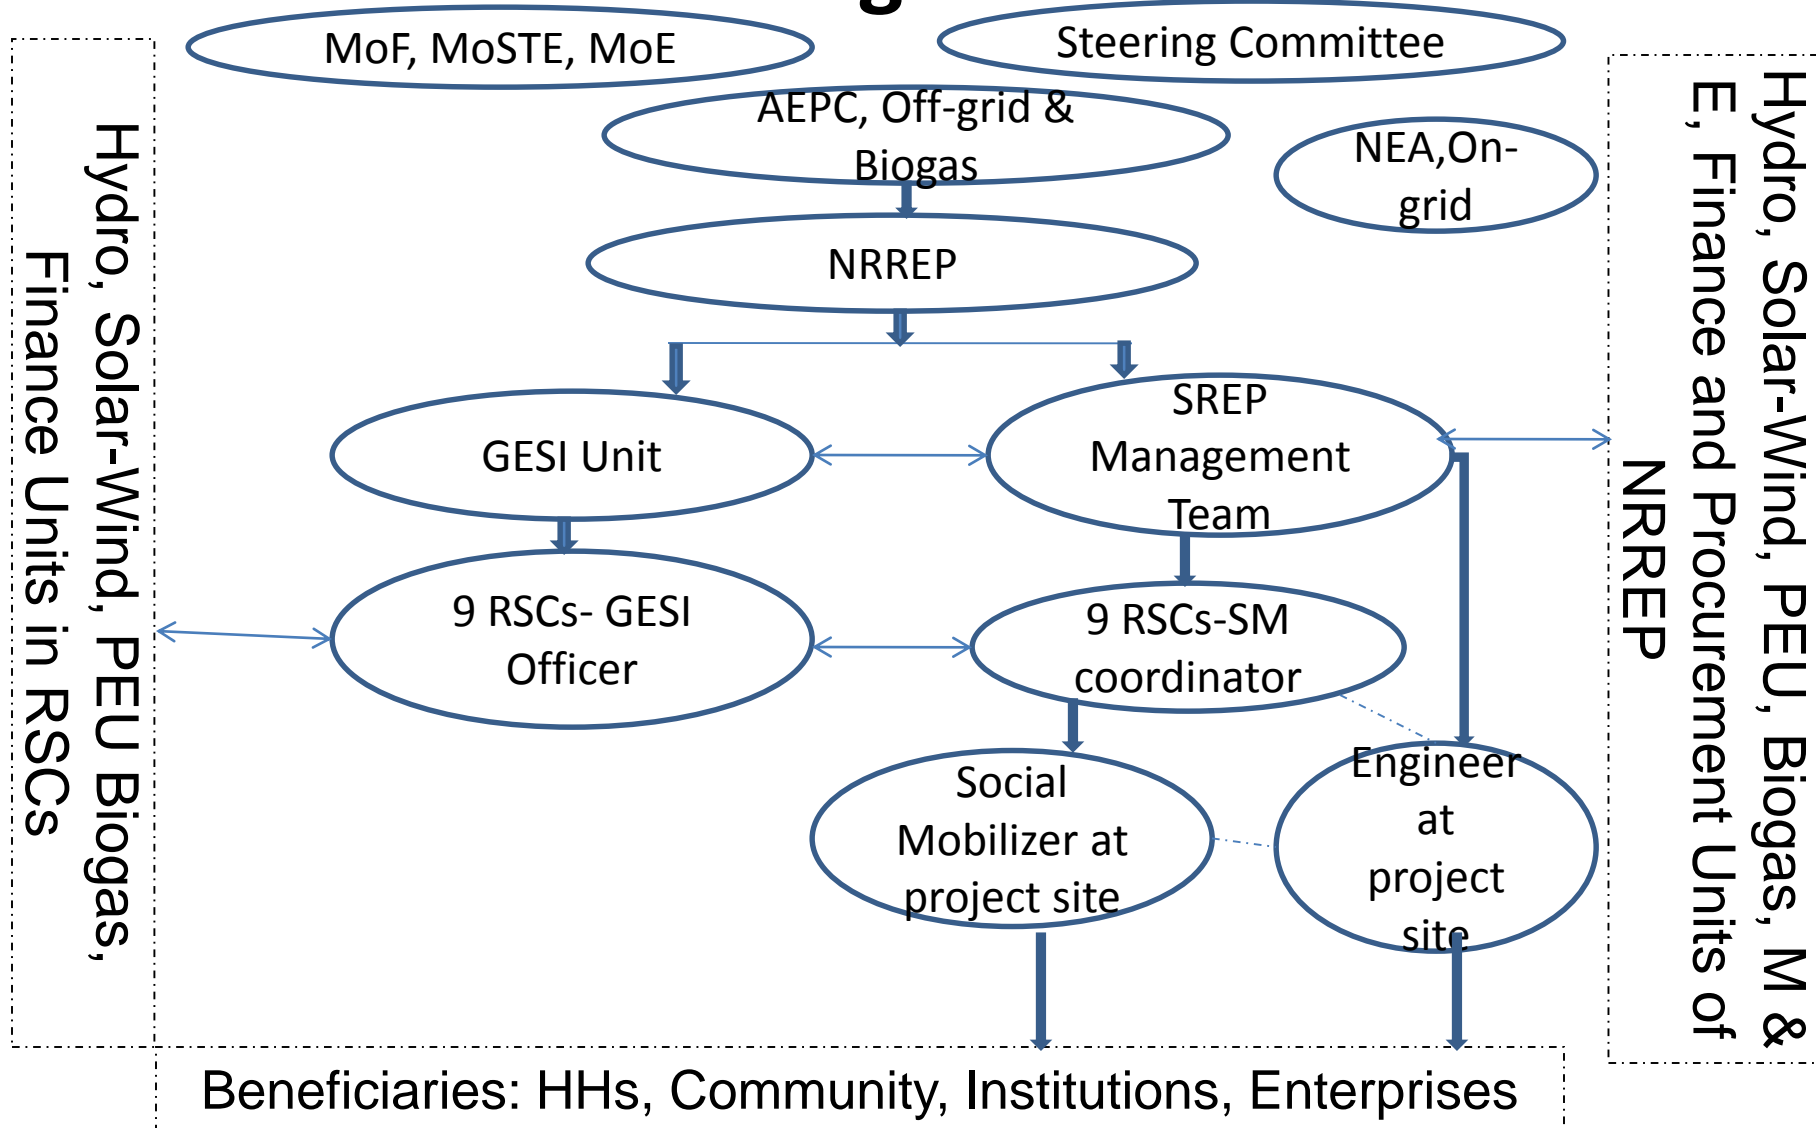 MoF, MoSTE, MoE
Steering Committee
AEPC, Off-grid &
Biogas
NEA,On-
grid
NRREP
GESI Unit
SREP
Management
Team
9 RSCs- GESI
Officer
9 RSCs-SM
coordinator
Social
Mobilizer at
project site
Engineer
at
project
site
Hydro, Solar-Wind, PEU Biogas,
Finance Units in RSCs
Hydro, Solar-Wind, PEU, Biogas, M &
E, Finance and Procurement Units of
NRREP
Beneficiaries: HHs, Community, Institutions, Enterprises